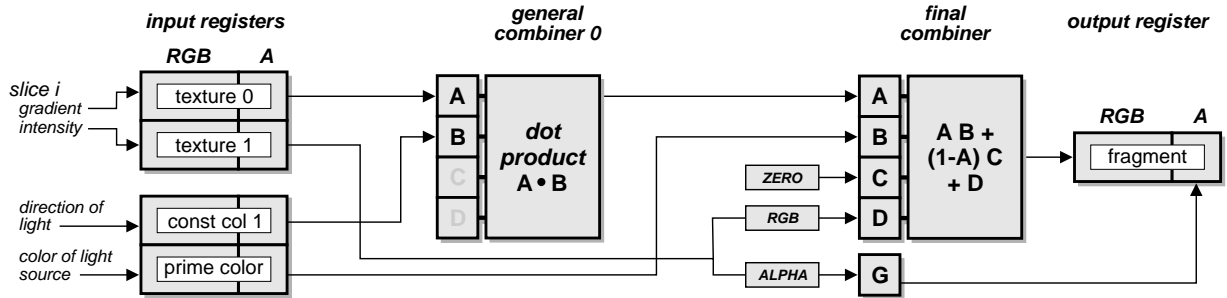 input registers
general
combiner 0
final
combiner
output register
RGB A
slice i
gradient
intensity
texture 0
texture 1
direction of
light
const col 1
color of light
source
prime color
A
B
C
D
dot
product
A • B
ZERO
RGB
ALPHA
A
B
C
D
G
A B +
(1-A) C
+ D
RGB A
fragment